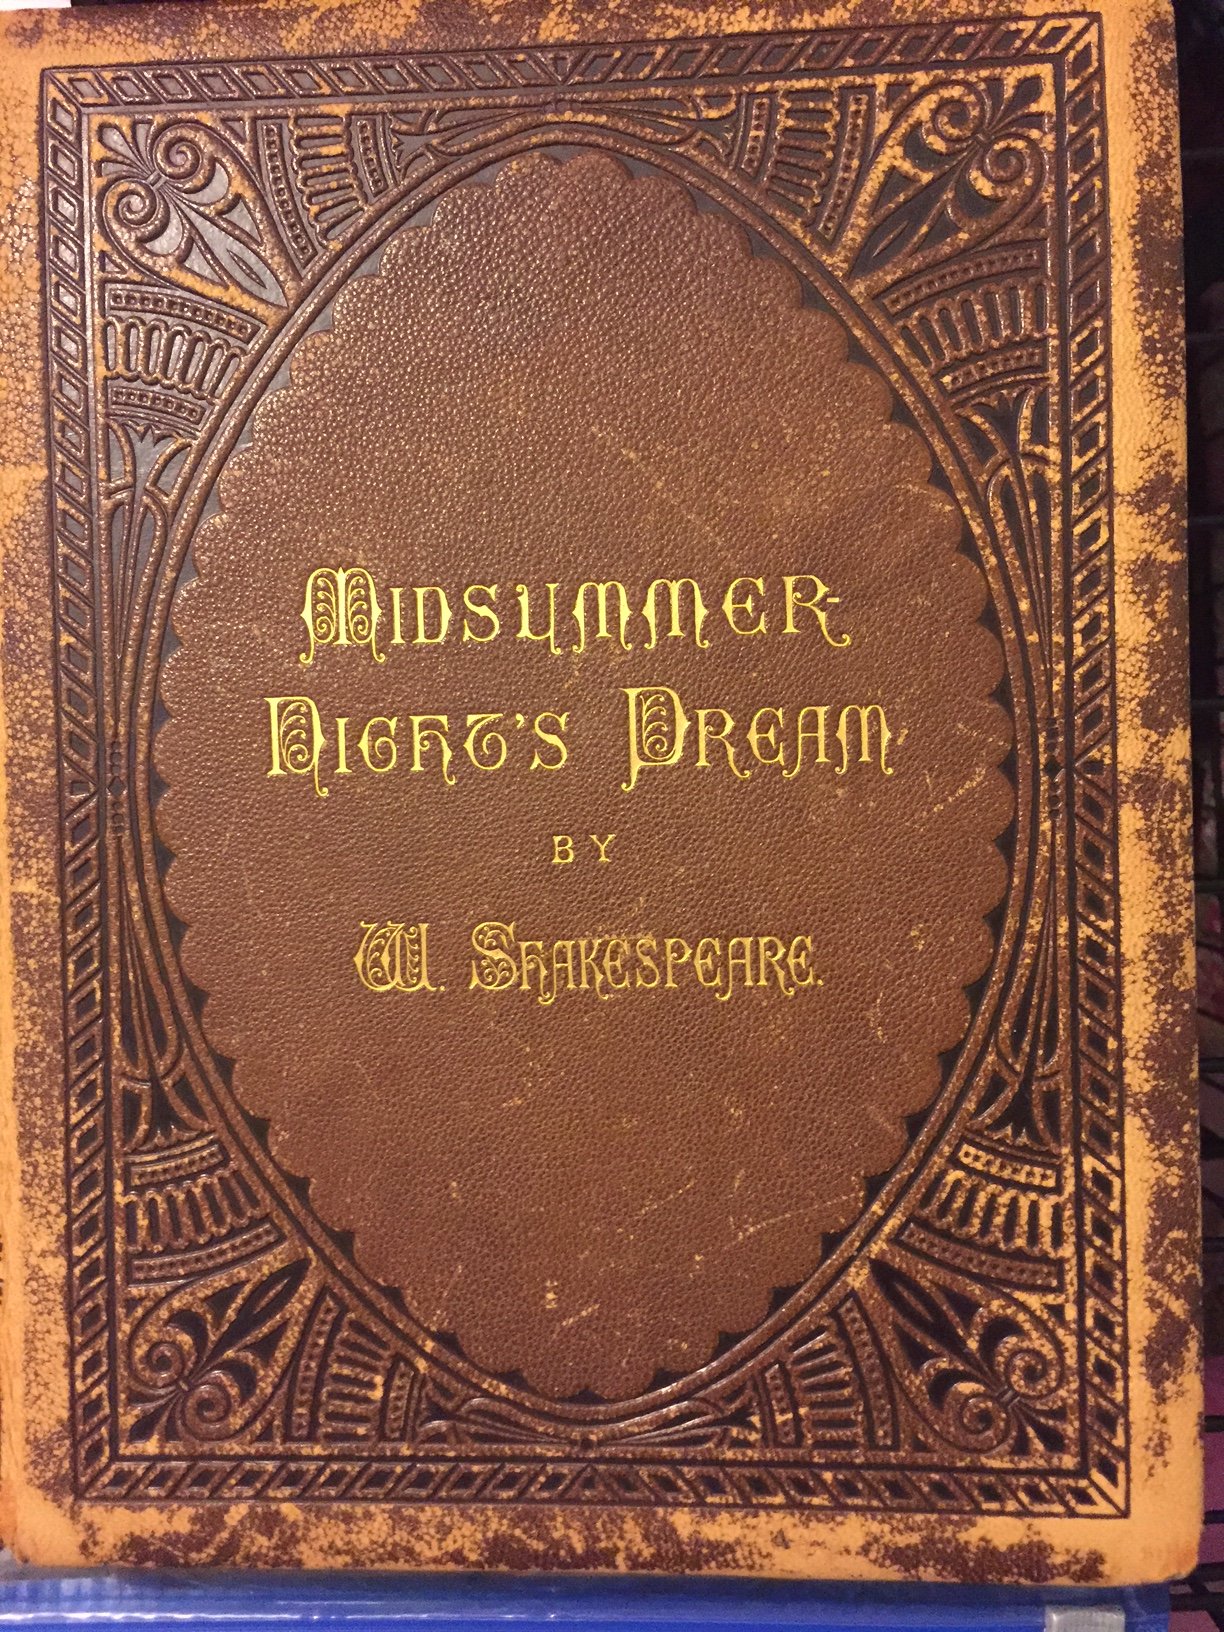 MIDSUMMER-
NIGHT'S DREAM
BY
W. SHAKESPEARE.